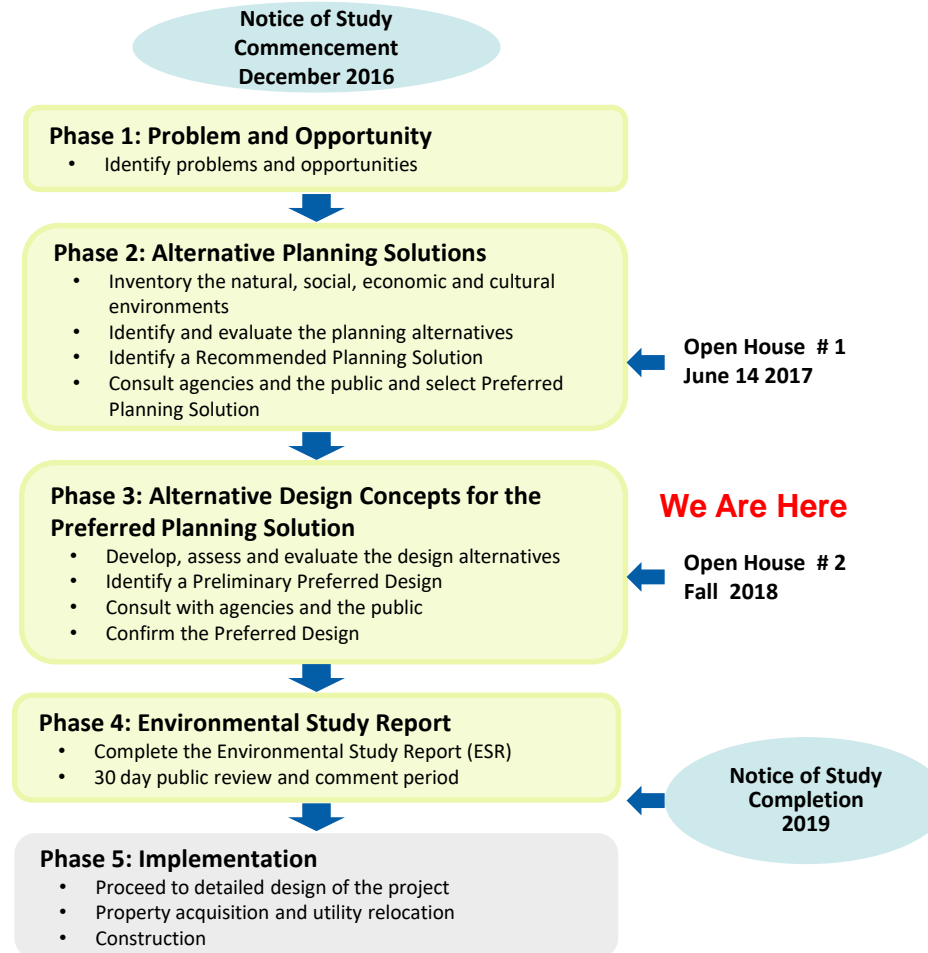 Notice of Study
Commencement
December 2016
Phase 1: Problem and Opportunity
• Identify problems and opportunities
Phase 2: Alternative Planning Solutions
• Inventory the natural, social, economic and cultural
environments
• Identify and evaluate the planning alternatives
• Identify a Recommended Planning Solution
• Consult agencies and the public and select Preferred
Planning Solution
Open House # 1
June 14 2017
Phase 3: Alternative Design Concepts for the
Preferred Planning Solution
• Develop, assess and evaluate the design alternatives
• Identify a Preliminary Preferred Design
• Consult with agencies and the public
• Confirm the Preferred Design
We Are Here
Open House # 2
Fall 2018
Phase 4: Environmental Study Report
• Complete the Environmental Study Report (ESR)
• 30 day public review and comment period
Notice of Study
Completion
2019
Phase 5: Implementation
• Proceed to detailed design of the project
• Property acquisition and utility relocation
• Construction